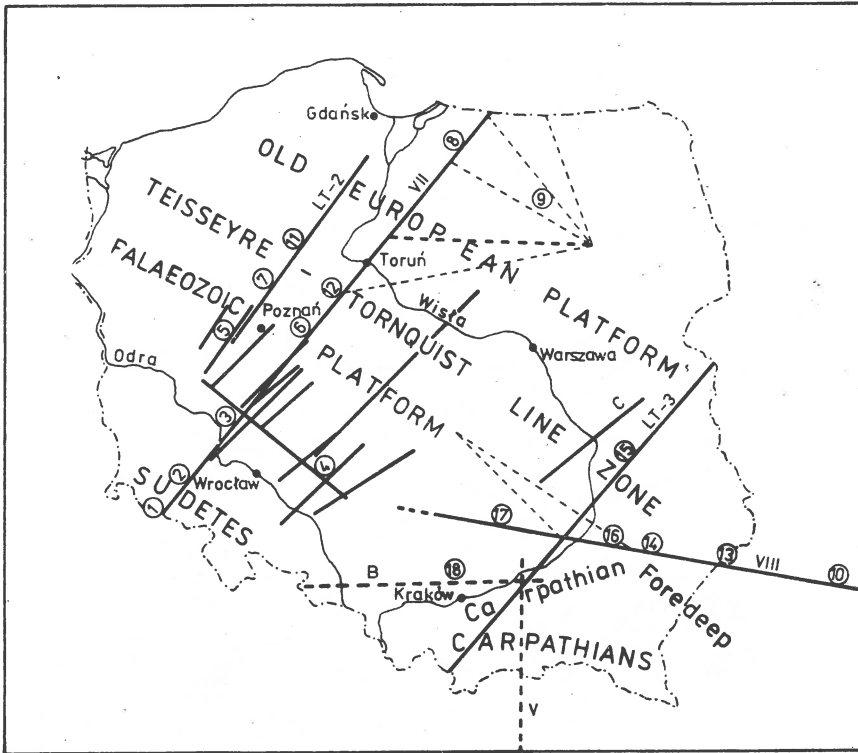 Gdańsk
OLD EUROPEAN PLATFORM
TEISSEYRE - TORNQUIST LINE ZONE
FALAEOZOIC PLATFORM
SUDETES
Carpathian Foredeep
CARPATHIANS
LT-2
VII
LT-3
VIII
Toruń
Wisła
Poznań
Warszawa
Odra
Wrocław
Kraków
B
C
V
1
2
3
4
5
6
7
8
9
10
11
12
13
14
15
16
17
18